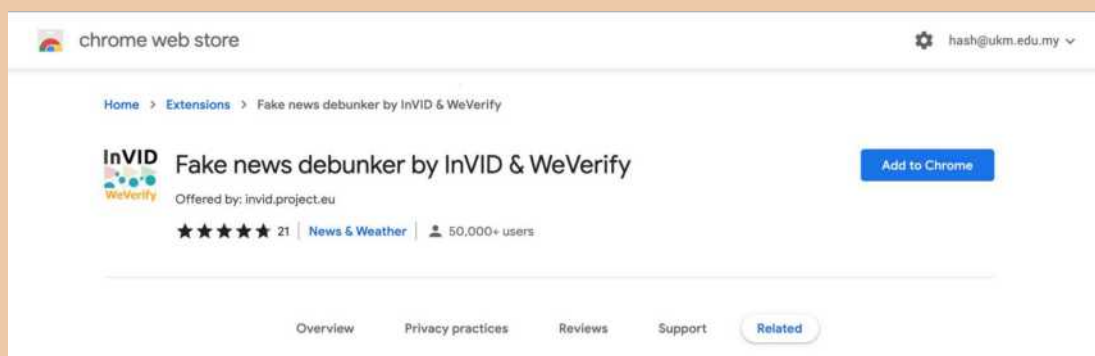 chrome web store
hash@ukm.edu.my
Home > Extensions > Fake news debunker by InVID & WeVerify
InVID
WeVerify
Fake news debunker by InVID & WeVerify
Add to Chrome
Offered by: invid.project.eu
21 | News & Weather | 50,000+ users
Overview
Privacy practices
Reviews
Support
Related